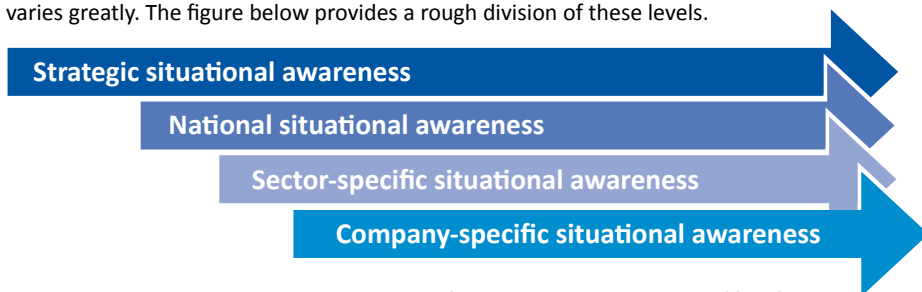 varies greatly. The figure below provides a rough division of these levels.
Strategic situational awareness
National situational awareness
Sector-specific situational awareness
Company-specific situational awareness